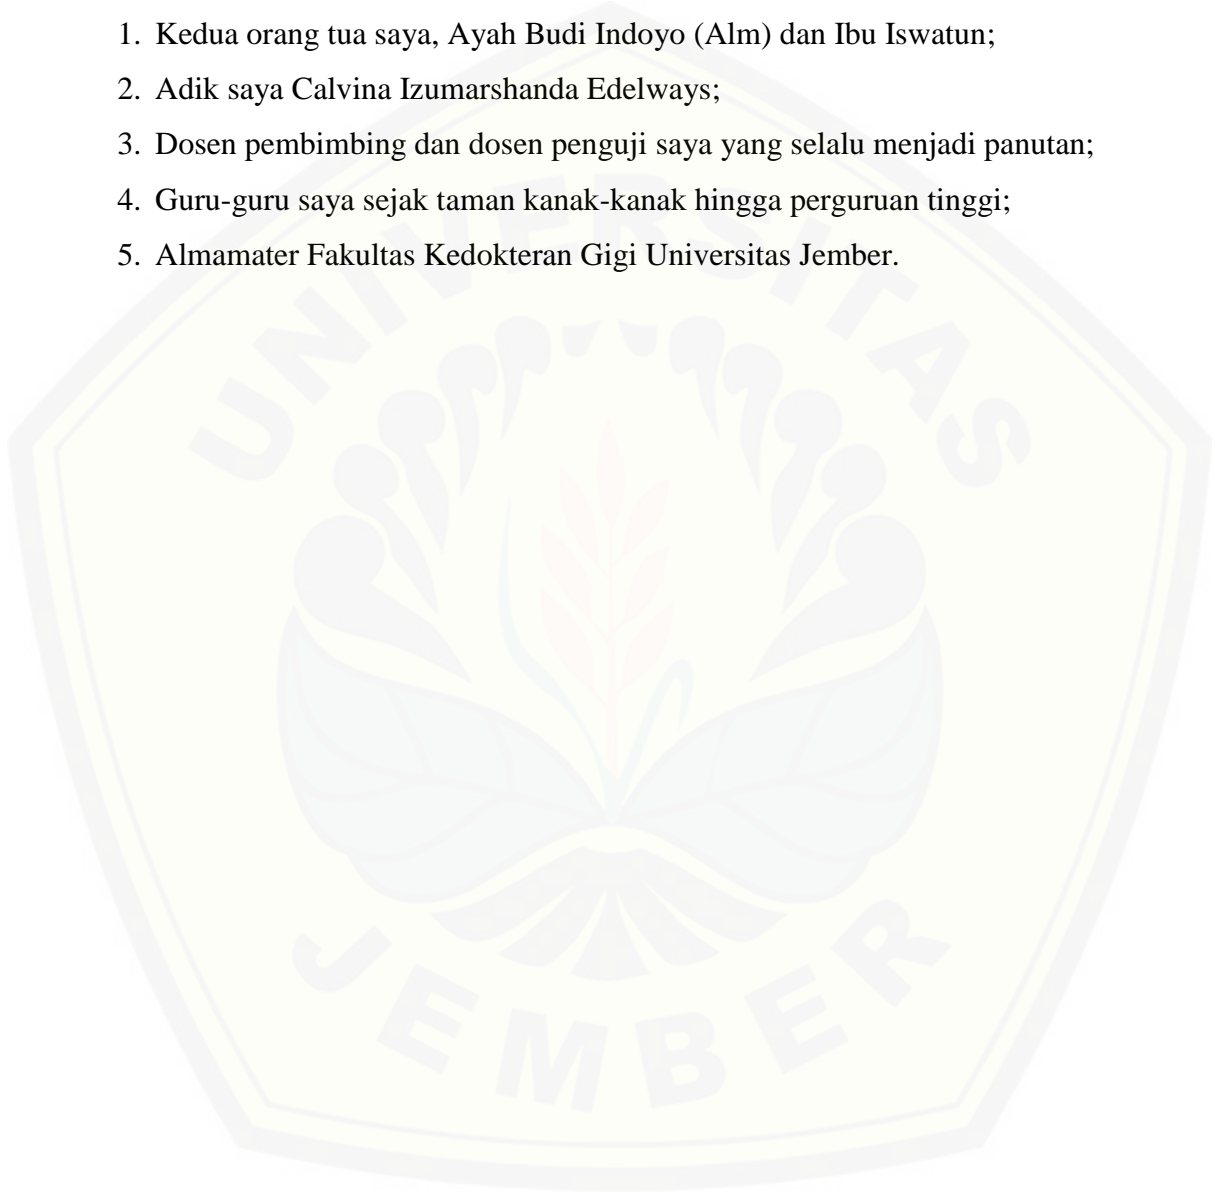 1. Kedua orang tua saya, Ayah Budi Indoyo (Alm) dan Ibu Iswatun;
2. Adik saya Calvina Izumarshanda Edelways;
3. Dosen pembimbing dan dosen penguji saya yang selalu menjadi panutan;
4. Guru-guru saya sejak taman kanak-kanak hingga perguruan tinggi;
5. Almamater Fakultas Kedokteran Gigi Universitas Jember.
UNIVERSITAS
JEMBER